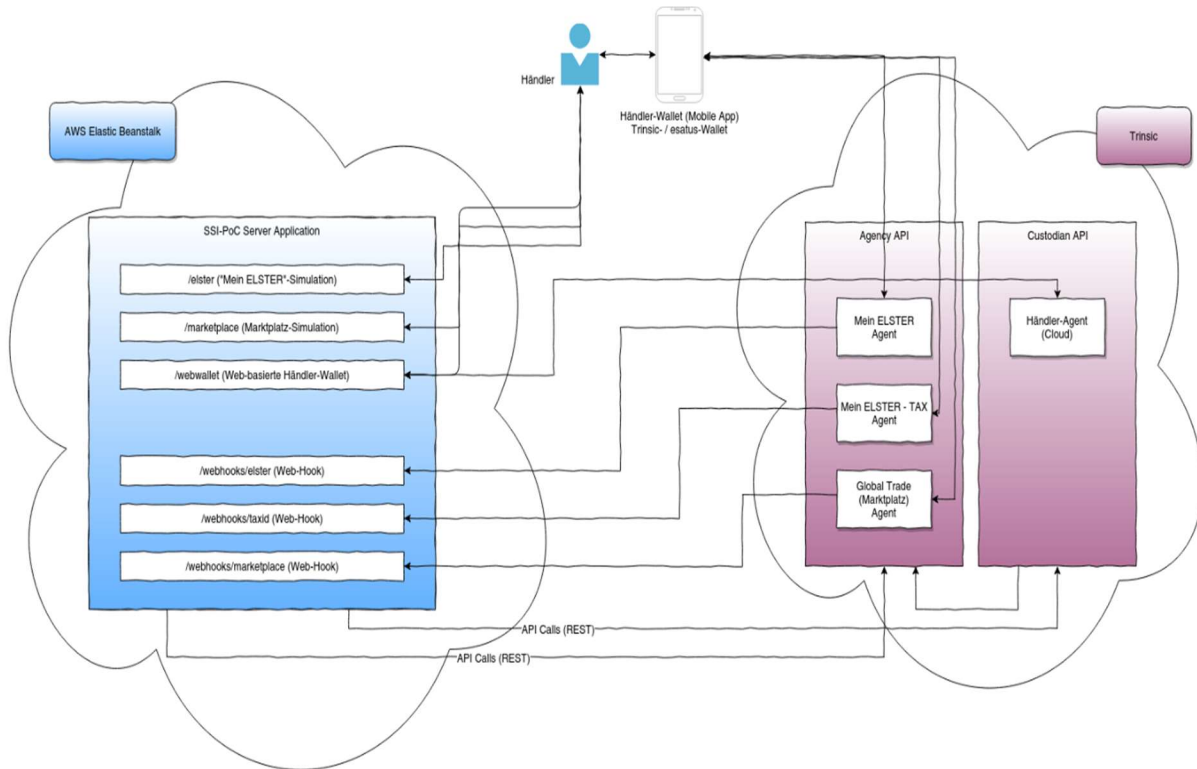 Händler
Händler-Wallet (Mobile App)
Trinsic- / esatus-Wallet
AWS Elastic Beanstalk
Trinsic
SSI-PoC Server Application
/elster ("Mein ELSTER"-Simulation)
/marketplace (Marktplatz-Simulation)
/webwallet (Web-basierte Händler-Wallet)
/webhooks/elster (Web-Hook)
/webhooks/taxid (Web-Hook)
/webhooks/marketplace (Web-Hook)
Agency API
Mein ELSTER
Agent
Mein ELSTER - TAX
Agent
Global Trade
(Marktplatz)
Agent
Custodian API
Händler-Agent
(Cloud)
API Calls (REST)
API Calls (REST)